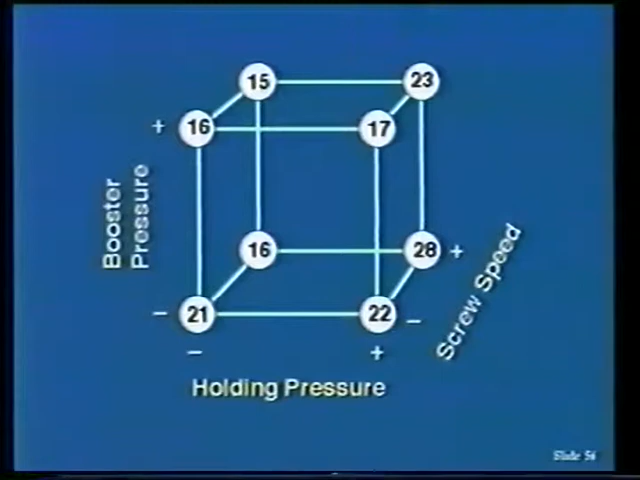 15
23
+
16
17
Booster
Pressure
16
28
+
Screw Speed
−
21
22
−
−
+
Holding Pressure
Slide 56